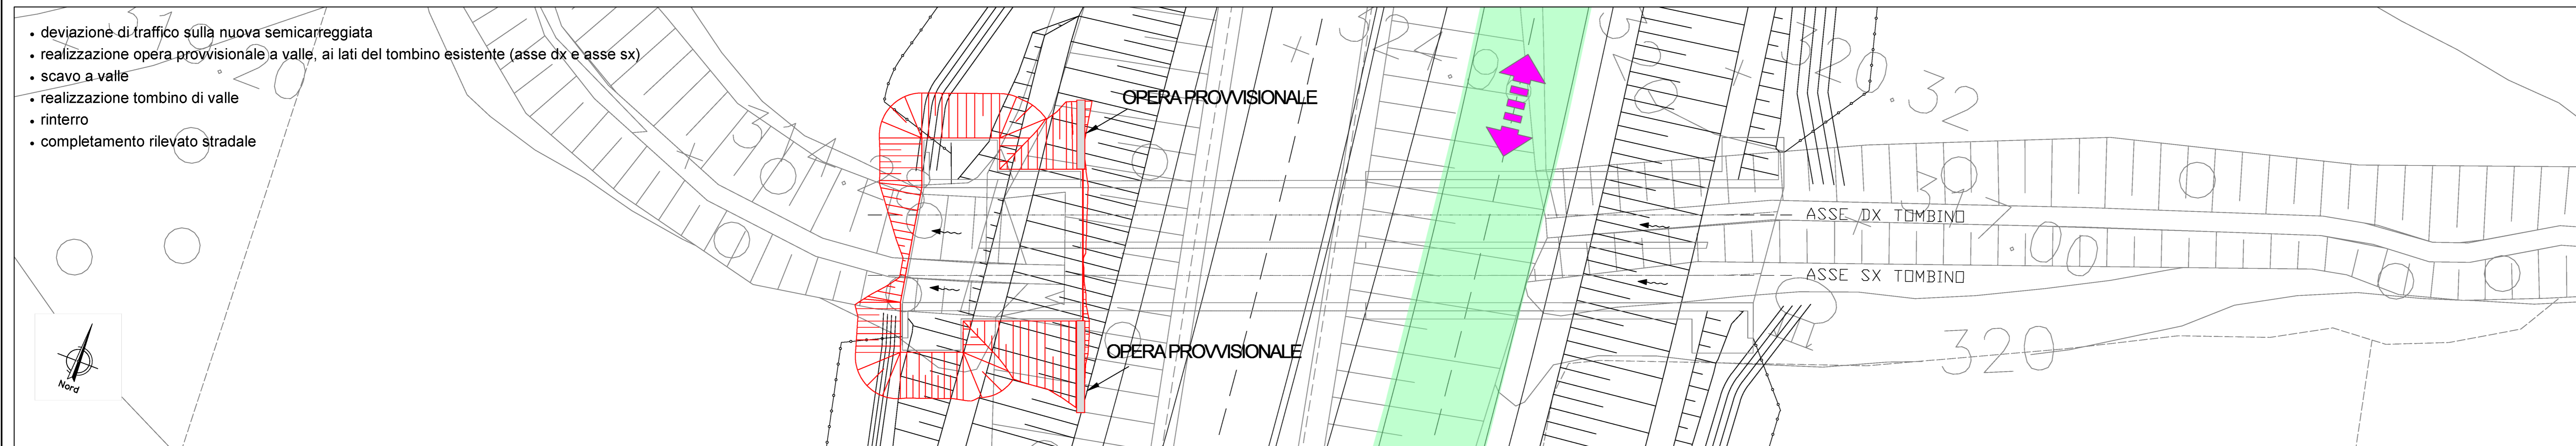 • deviazione di traffico sulla nuova semicarreggiata
• realizzazione opera provvisionale a valle, ai lati del tombino esistente (asse dx e asse sx)
• scavo a valle
• realizzazione tombino di valle
• rinterro
• completamento rilevato stradale
OPERA PROVVISIONALE
ASSE DX TOMBINO
ASSE SX TOMBINO
317.00
320.32
OPERA PROVVISIONALE
320
Nord